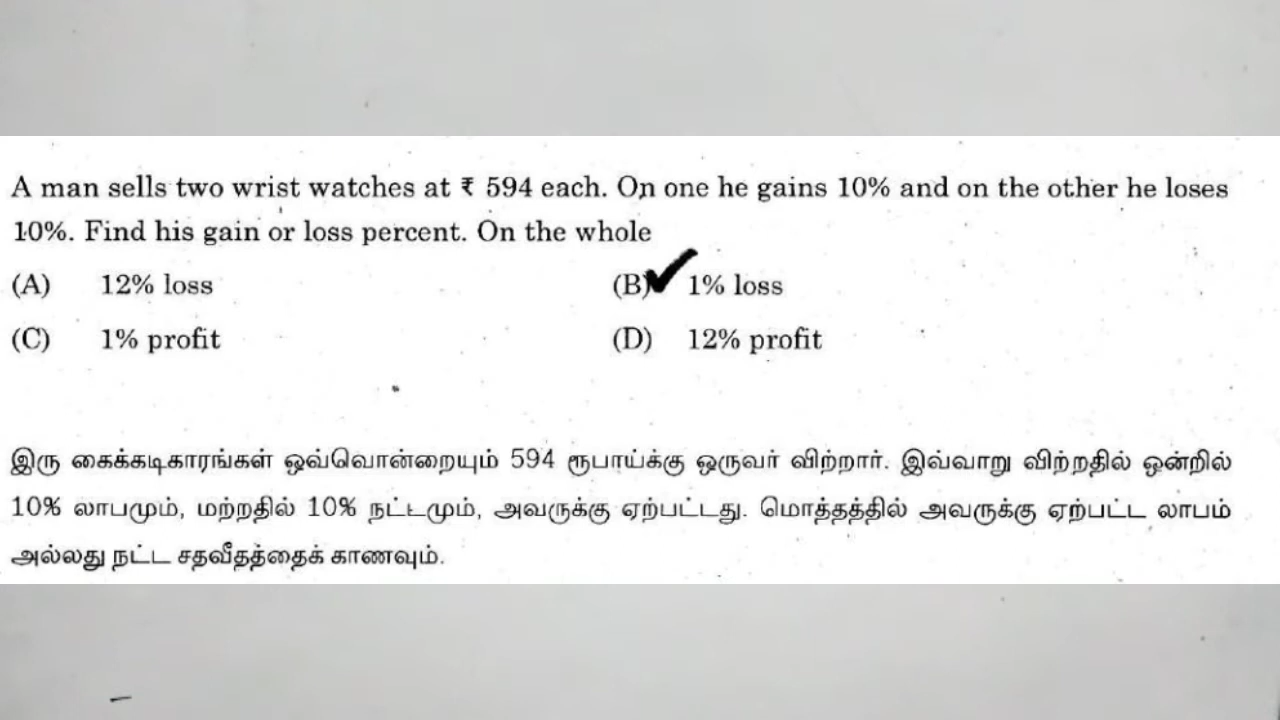 A man sells two wrist watches at ₹ 594 each. On one he gains 10% and on the other he loses
10%. Find his gain or loss percent. On the whole
(A) 12% loss (B) ✔ 1% loss
(C) 1% profit (D) 12% profit
இரு கைக்கடிகாரங்கள் ஒவ்வொன்றையும் 594 ரூபாய்க்கு ஒருவர் விற்றார். இவ்வாறு விற்றதில் ஒன்றில்
10% லாபமும், மற்றதில் 10% நட்டமும், அவருக்கு ஏற்பட்டது. மொத்தத்தில் அவருக்கு ஏற்பட்ட லாபம்
அல்லது நட்ட சதவீதத்தைக் காணவும்.